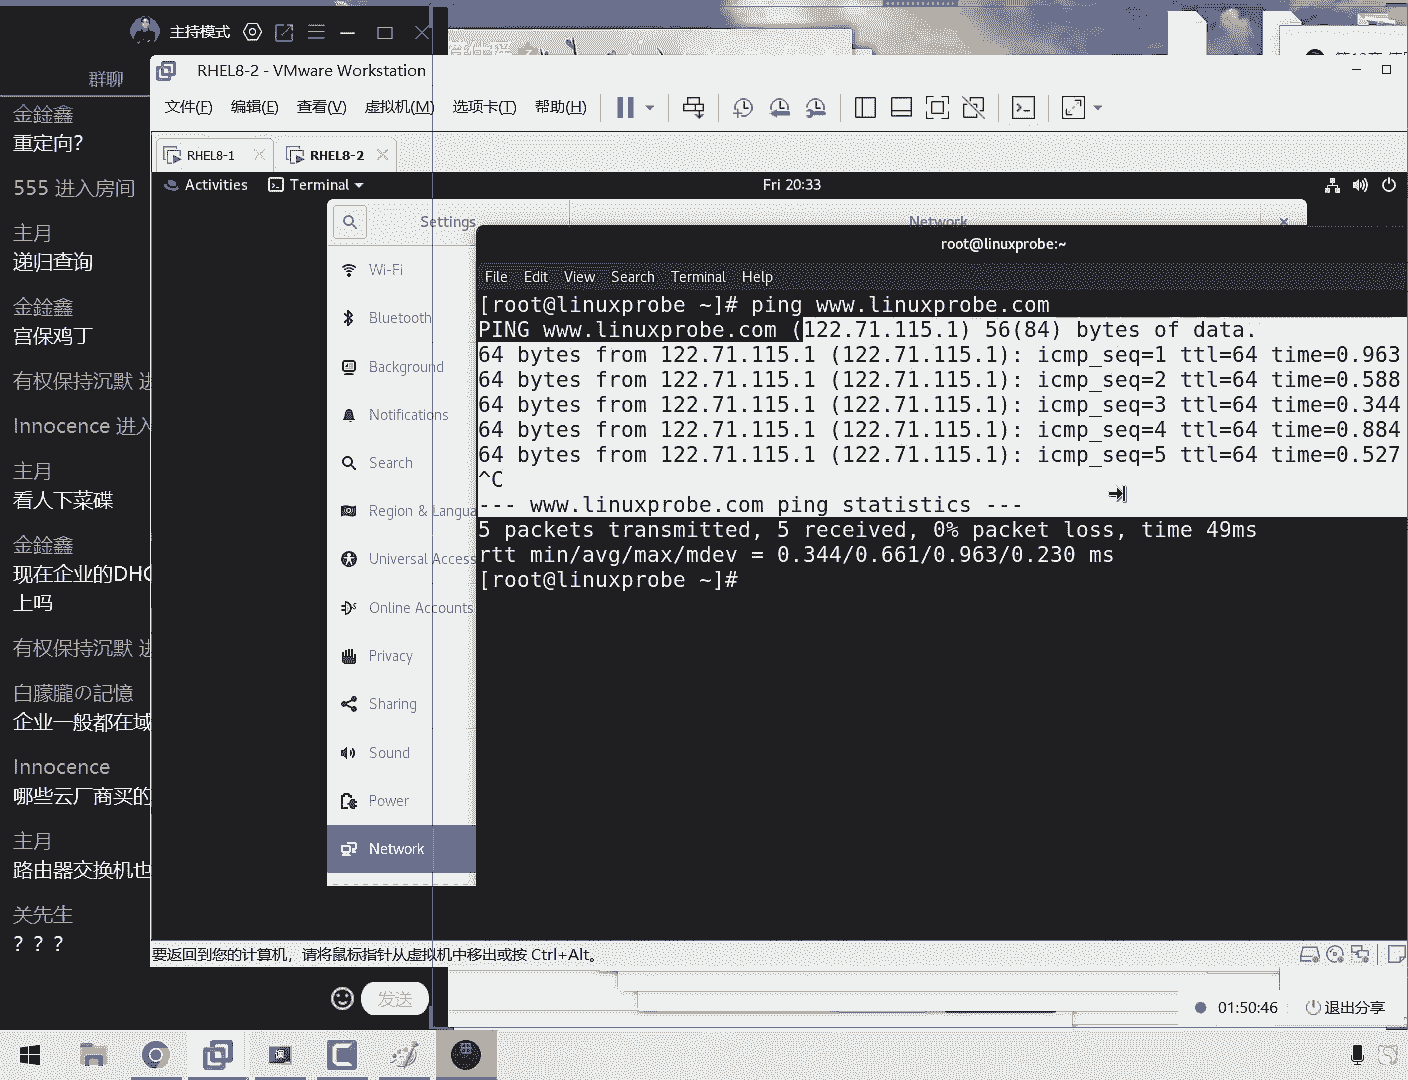 主持模式
群聊
金銓鑫
重定向?
555 进入房间
主月
递归查询
金銓鑫
宫保鸡丁
有权保持沉默 进
Innocence 进入
主月
看人下菜碟
金銓鑫
现在企业的DHC
上吗
有权保持沉默 进
白朦朧の記憶
企业一般都在域
Innocence
哪些云厂商买的
主月
路由器交换机也
关先生
？？？
发送
RHEL8-2 - VMware Workstation
文件(F) 编辑(E) 查看(V) 虚拟机(M) 选项卡(T) 帮助(H)
RHEL8-1 RHEL8-2
Activities Terminal Fri 20:33
Settings Network
Wi-Fi
Bluetooth
Background
Notifications
Search
Region & Langua
Universal Access
Online Accounts
Privacy
Sharing
Sound
Power
Network
root@linuxprobe:~
File Edit View Search Terminal Help
[root@linuxprobe ~]# ping www.linuxprobe.com
PING www.linuxprobe.com (122.71.115.1) 56(84) bytes of data.
64 bytes from 122.71.115.1 (122.71.115.1): icmp_seq=1 ttl=64 time=0.963
64 bytes from 122.71.115.1 (122.71.115.1): icmp_seq=2 ttl=64 time=0.588
64 bytes from 122.71.115.1 (122.71.115.1): icmp_seq=3 ttl=64 time=0.344
64 bytes from 122.71.115.1 (122.71.115.1): icmp_seq=4 ttl=64 time=0.884
64 bytes from 122.71.115.1 (122.71.115.1): icmp_seq=5 ttl=64 time=0.527
^C
--- www.linuxprobe.com ping statistics ---
5 packets transmitted, 5 received, 0% packet loss, time 49ms
rtt min/avg/max/mdev = 0.344/0.661/0.963/0.230 ms
[root@linuxprobe ~]#
要返回到您的计算机，请将鼠标指针从虚拟机中移出或按 Ctrl+Alt。
01:50:46 退出分享